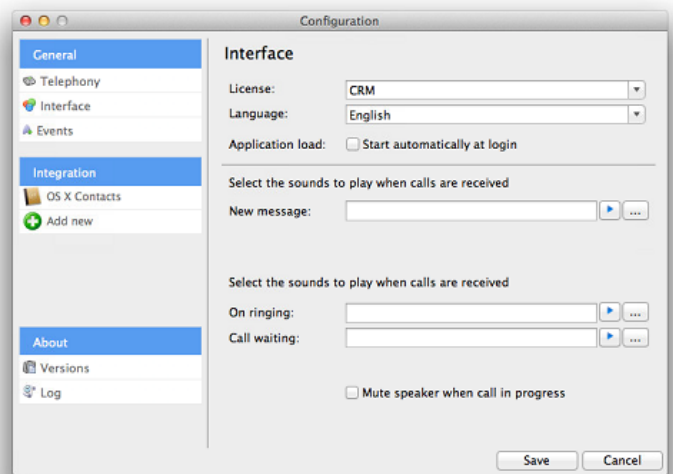 Configuration
General
Telephony
Interface
Events
Integration
OS X Contacts
Add new
About
Versions
Log
Interface
License: CRM
Language: English
Application load: Start automatically at login
Select the sounds to play when calls are received
New message: ...
Select the sounds to play when calls are received
On ringing: ...
Call waiting: ...
Mute speaker when call in progress
Save Cancel